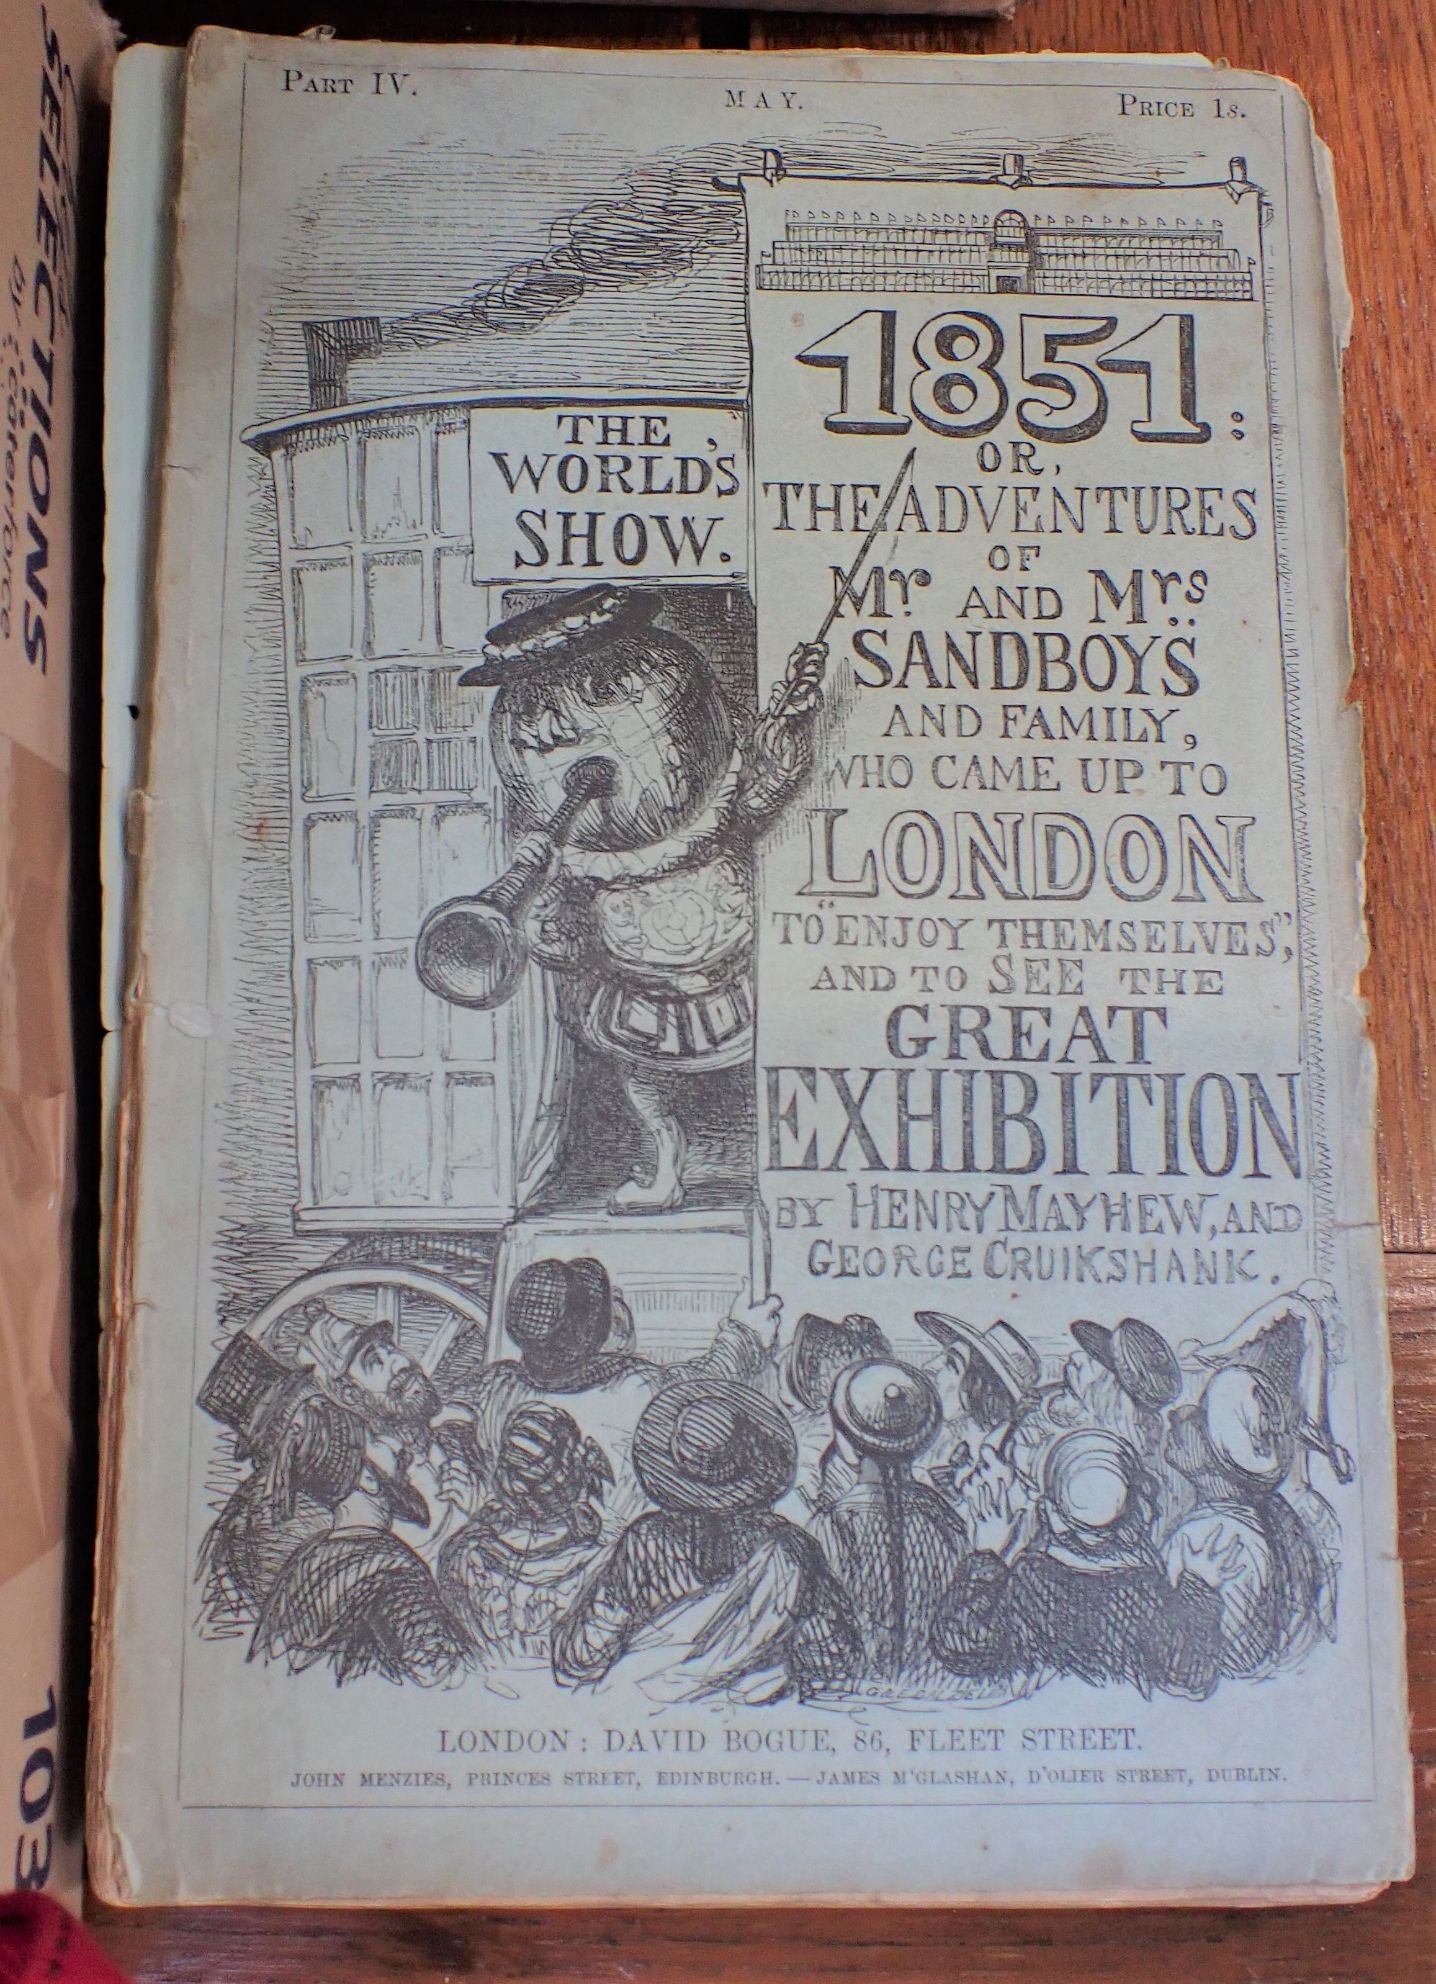 PART IV.
MAY.
PRICE 1s.
THE
WORLD'S
SHOW.
1851:
OR,
THE ADVENTURES
OF
Mr. AND Mrs.
SANDBOYS
AND FAMILY,
WHO CAME UP TO
LONDON
TO "ENJOY THEMSELVES",
AND TO SEE THE
GREAT
EXHIBITION
BY HENRY MAYHEW, AND
GEORGE CRUIKSHANK.
LONDON: DAVID BOGUE, 86, FLEET STREET.
JOHN MENZIES, PRINCES STREET, EDINBURGH.—JAMES M'GLASHAN, D'OLIER STREET, DUBLIN.
SELECTIONS
BY
103